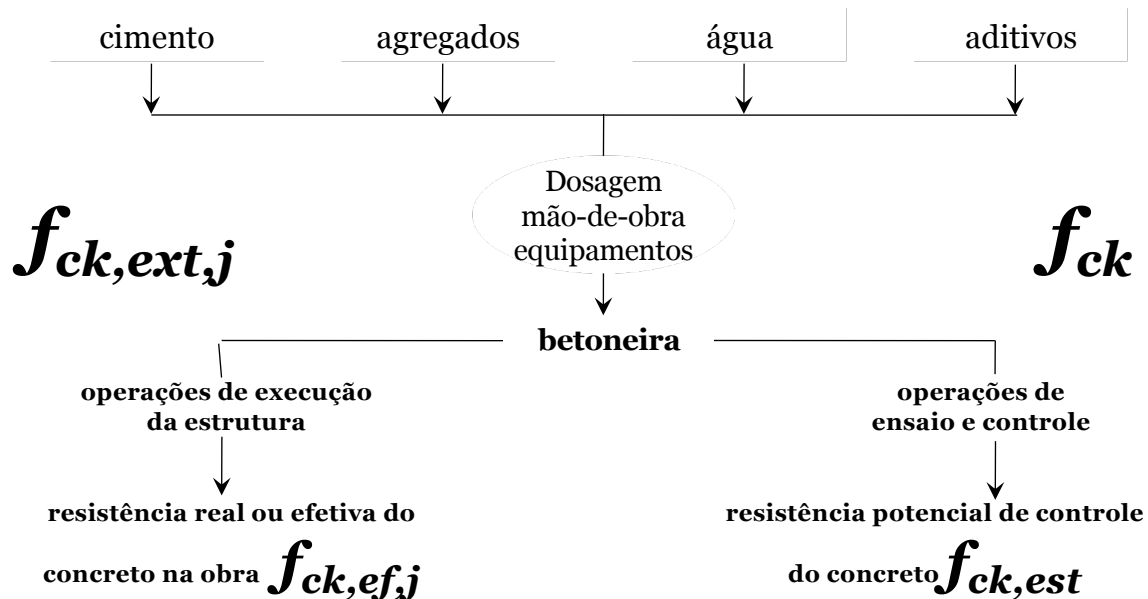 cimento
agregados
água
aditivos
Dosagem
mão-de-obra
equipamentos
fck,ext,j
fck
betoneira
operações de execução
da estrutura
operações de
ensaio e controle
resistência real ou efetiva do
concreto na obra fck,ef,j
resistência potencial de controle
do concreto fck,est